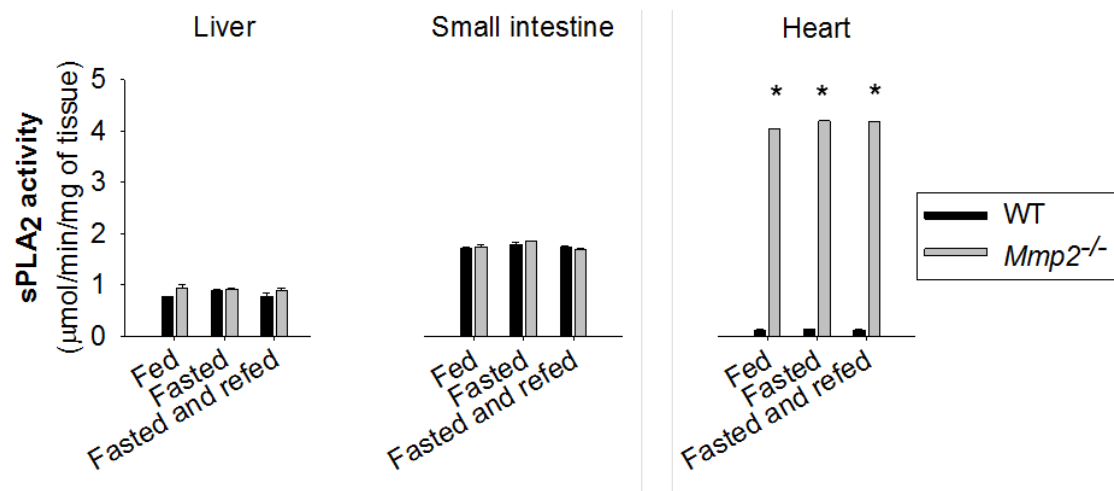 Liver
Small intestine
Heart
sPLA2 activity
(µmol/min/mg of tissue)
5
4
3
2
1
0
* * *
WT
Mmp2-/-
Fed
Fasted
Fasted and refed
Fed
Fasted
Fasted and refed
Fed
Fasted
Fasted and refed